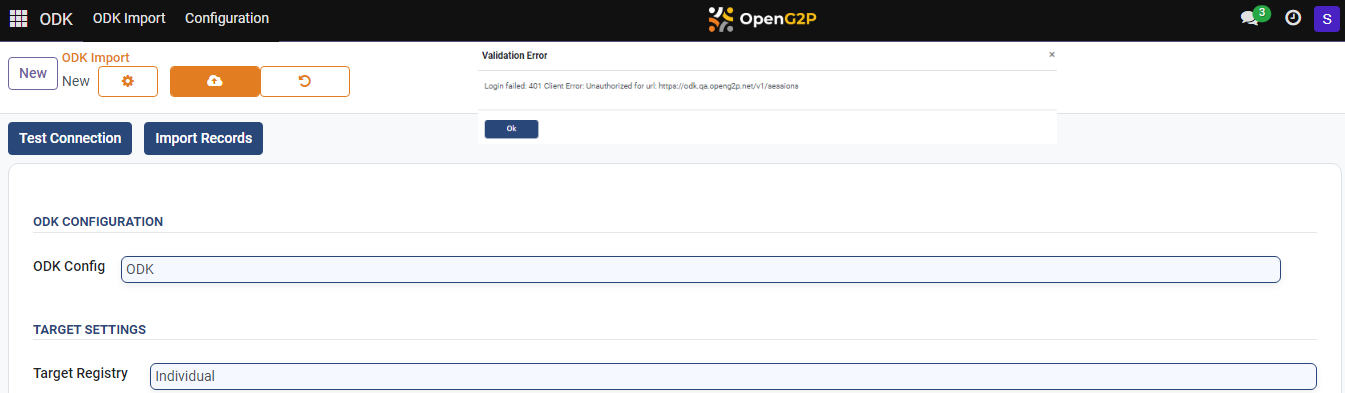 ODK ODK Import Configuration OpenG2P 3 S
New
ODK Import
New
Validation Error ×
Login failed: 401 Client Error: Unauthorized for url: https://odk.qa.openg2p.net/v1/sessions
Ok
Test Connection Import Records
ODK CONFIGURATION
ODK Config ODK
TARGET SETTINGS
Target Registry Individual